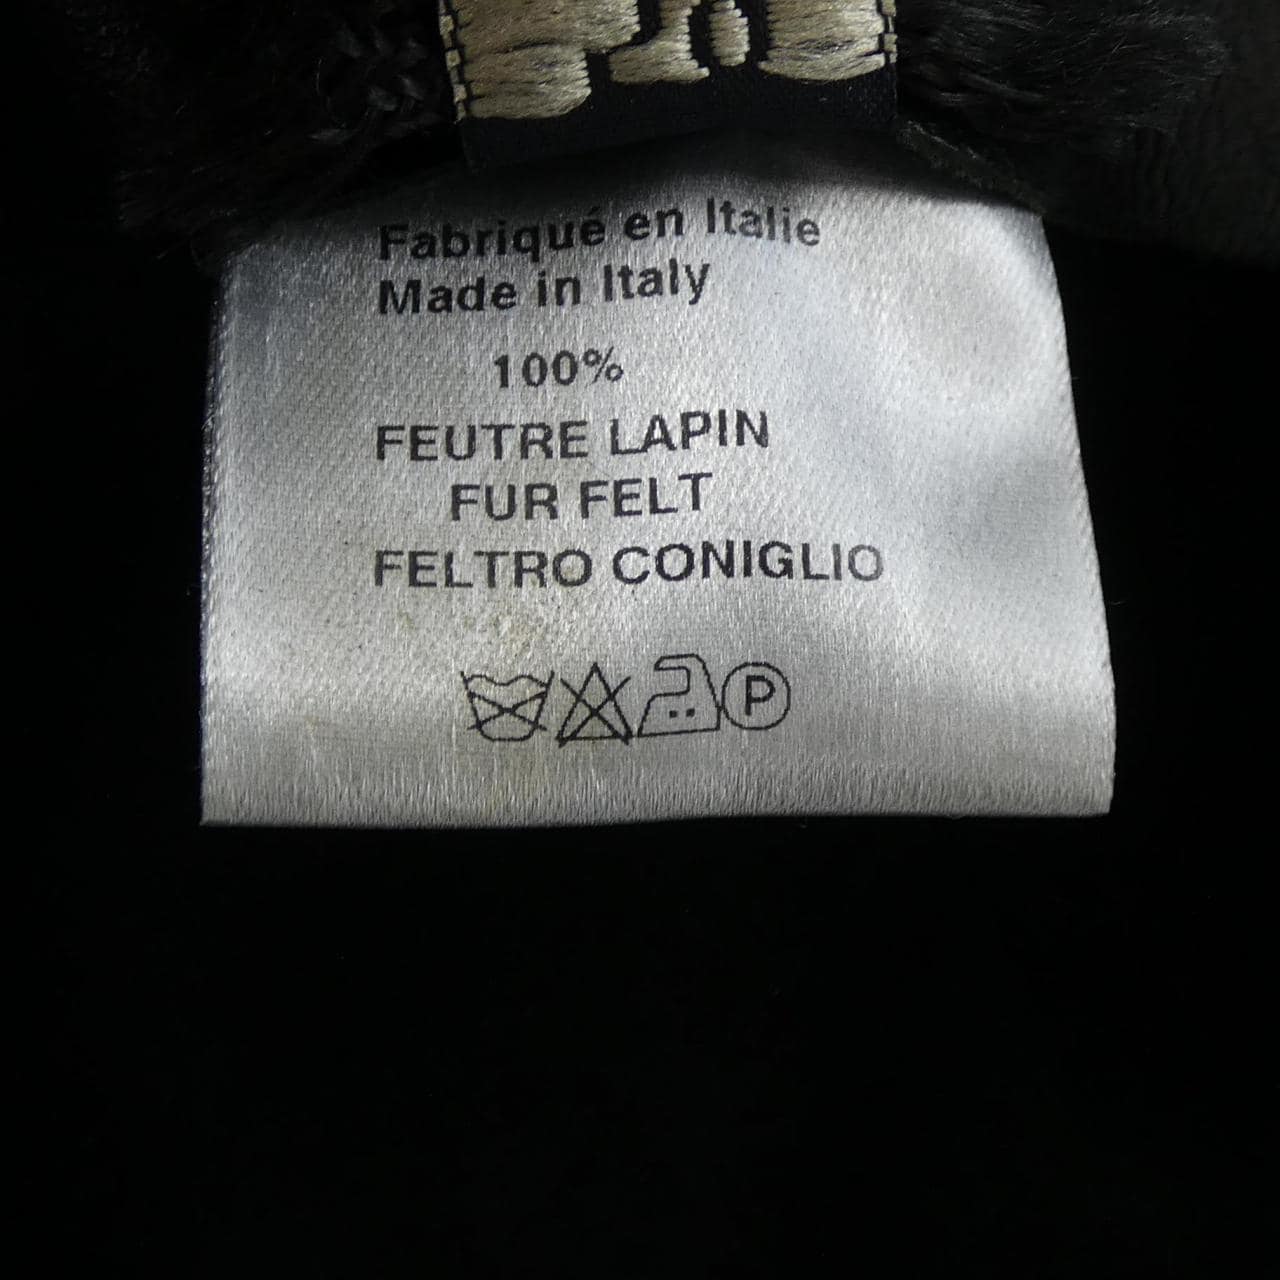 Fabriqué en Italie
Made in Italy
100%
FEUTRE LAPIN
FUR FELT
FELTRO CONIGLIO
P